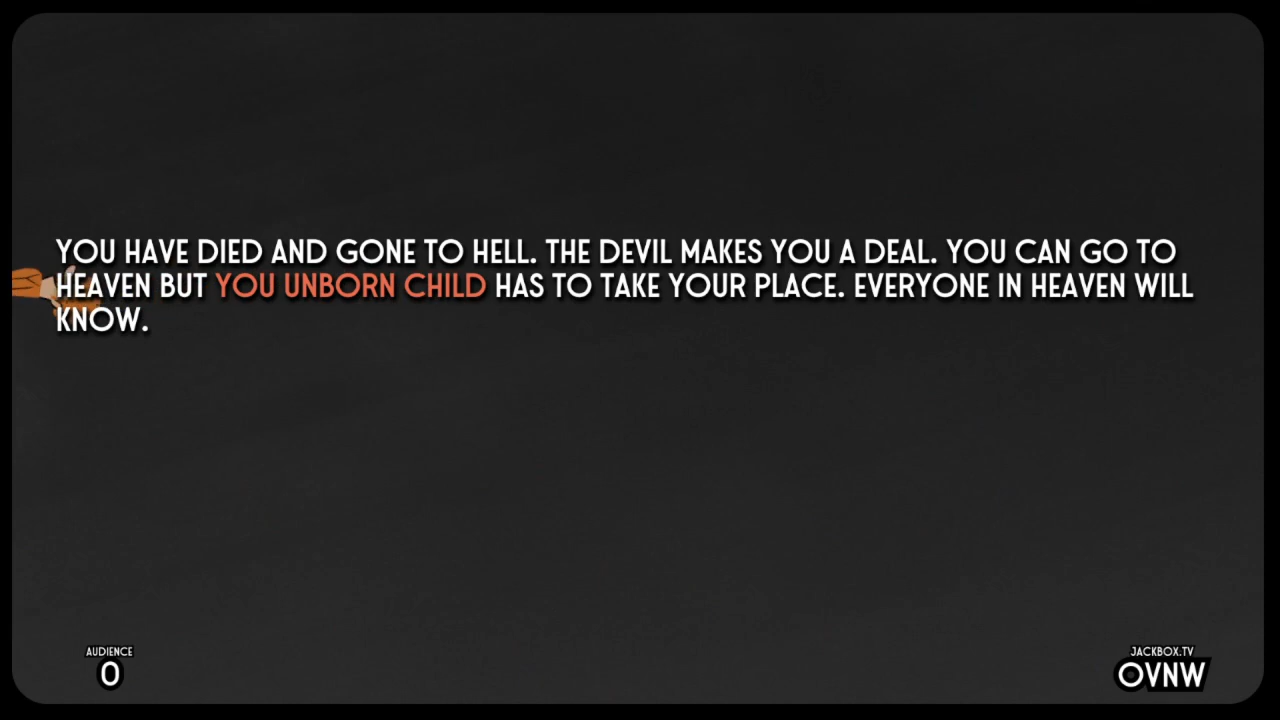 YOU HAVE DIED AND GONE TO HELL. THE DEVIL MAKES YOU A DEAL. YOU CAN GO TO
HEAVEN BUT YOU UNBORN CHILD HAS TO TAKE YOUR PLACE. EVERYONE IN HEAVEN WILL
KNOW.
AUDIENCE
0
JACKBOX.TV
OVNW